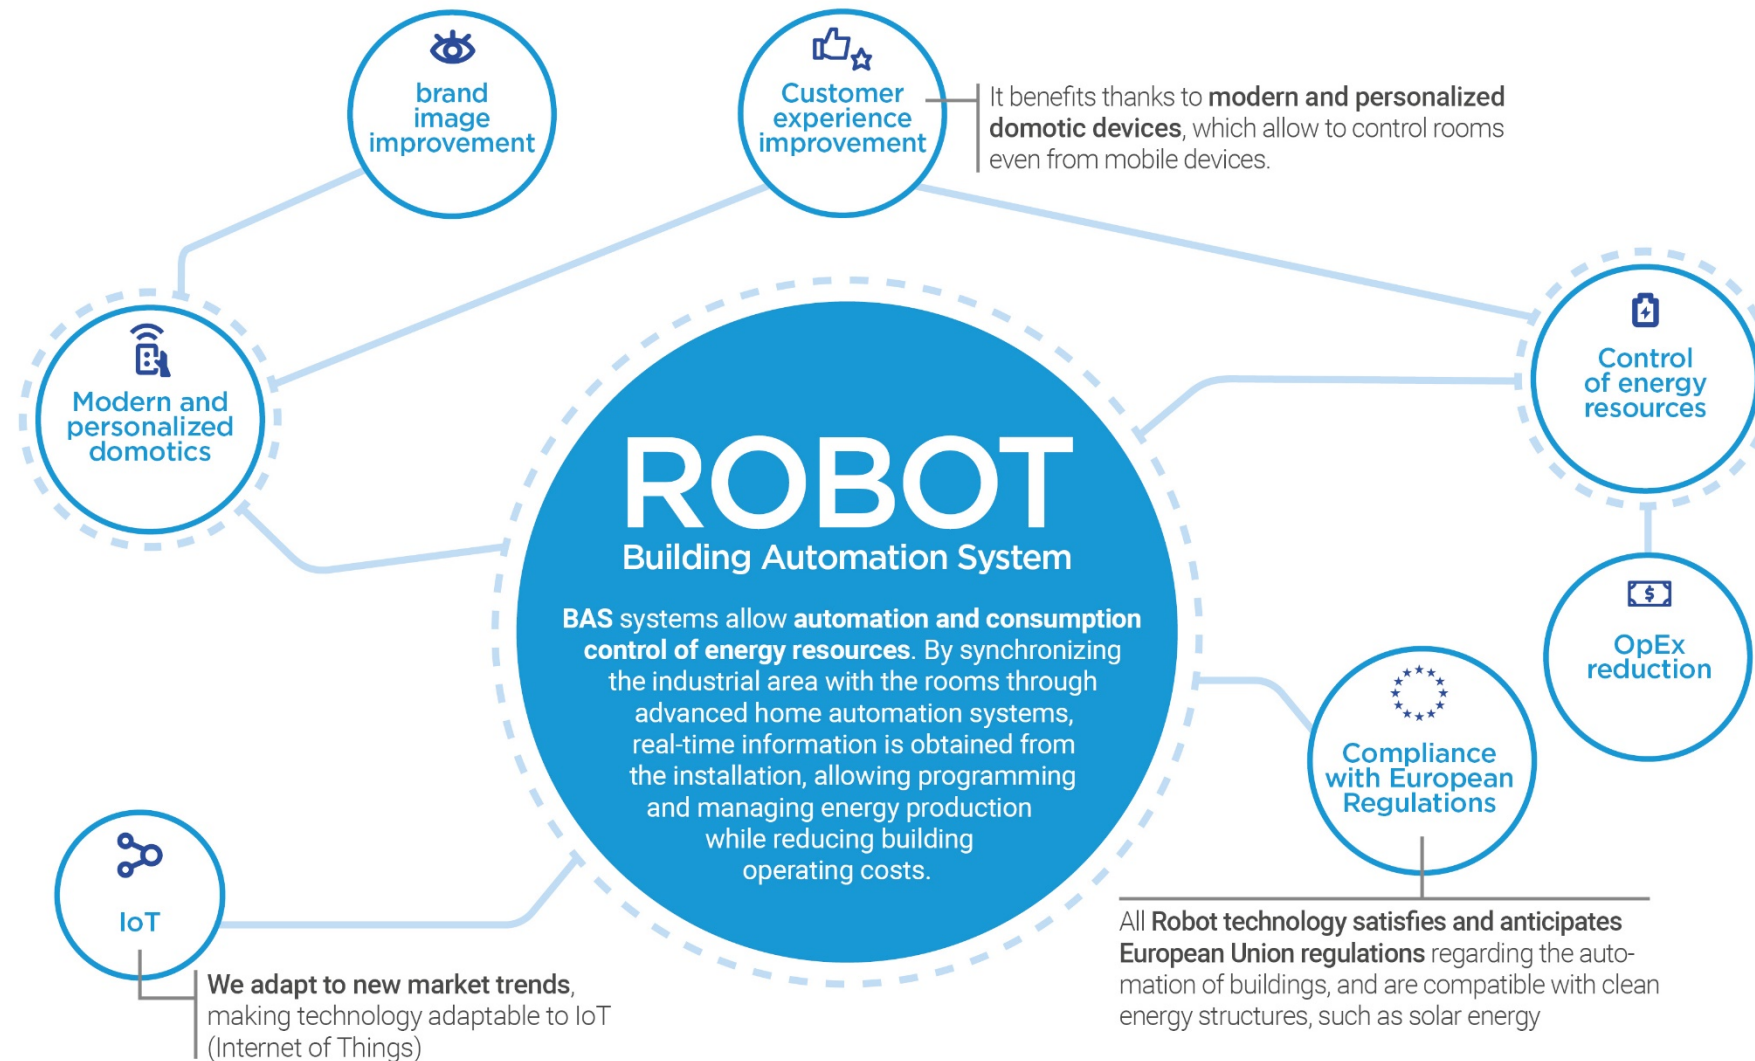 brand
image
improvement
Customer
experience
improvement
It benefits thanks to modern and personalized
domotic devices, which allow to control rooms
even from mobile devices.
Modern and
personalized
domotics
Control
of energy
resources
ROBOT
Building Automation System
BAS systems allow automation and consumption
control of energy resources. By synchronizing
the industrial area with the rooms through
advanced home automation systems,
real-time information is obtained from
the installation, allowing programming
and managing energy production
while reducing building
operating costs.
$
OpEx
reduction
Compliance
with European
Regulations
All Robot technology satisfies and anticipates
European Union regulations regarding the auto-
mation of buildings, and are compatible with clean
energy structures, such as solar energy
IoT
We adapt to new market trends,
making technology adaptable to IoT
(Internet of Things)